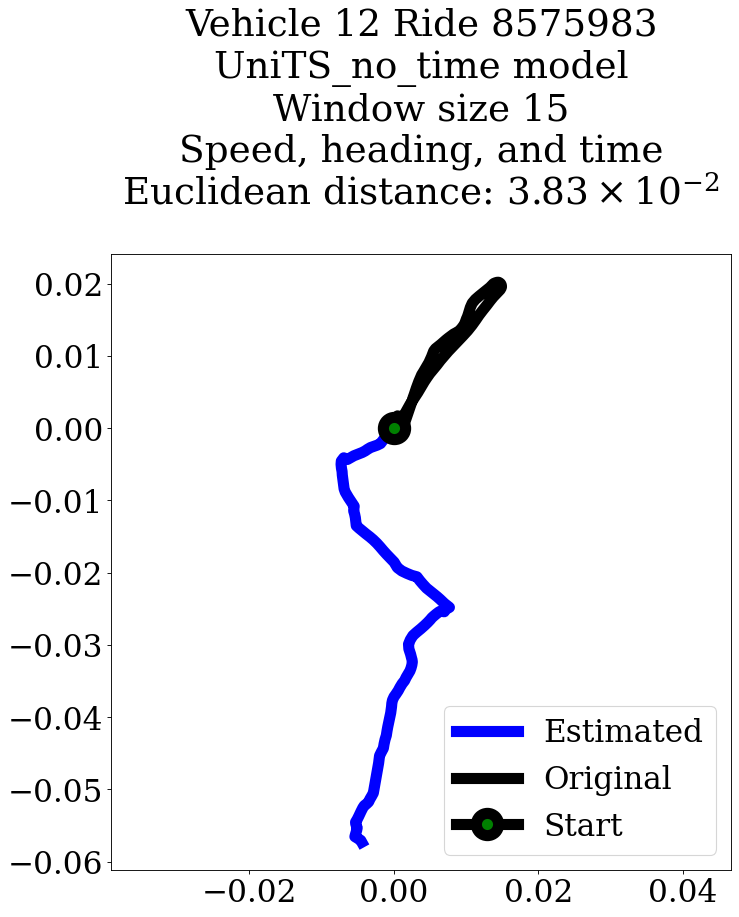 Vehicle 12 Ride 8575983
UniTS_no_time model
Window size 15
Speed, heading, and time
Euclidean distance: 3.83 × 10⁻²
0.02
0.01
0.00
−0.01
−0.02
−0.03
−0.04
−0.05
−0.06
Estimated
Original
Start
−0.02 0.00 0.02 0.04